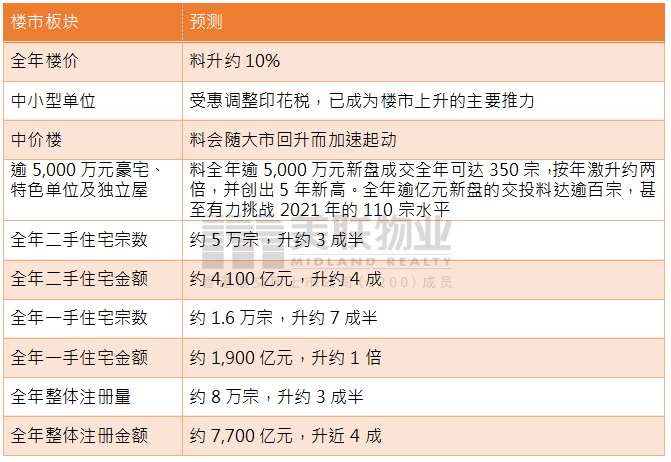 楼市板块 预测
全年楼价 料升约 10%
中小型单位 受惠调整印花税，已成为楼市上升的主要推力
中价楼 料会随大市回升而加速起动
逾 5,000 万元豪宅、
特色单位及独立屋
料全年逾 5,000 万元新盘成交全年可达 350 宗，按年激升约两
倍，并创出 5 年新高。全年逾亿元新盘的交投料达逾百宗，甚
至有力挑战 2021 年的 110 宗水平
全年二手住宅宗数 约 5 万宗，升约 3 成半
美联物业
MIDLAND REALTY
全年二手住宅金额 约 4,100 亿元，升约 4 成
成员
全年一手住宅宗数 约 1.6 万宗，升约 7 成半
全年一手住宅金额 约 1,900 亿元，升约 1 倍
全年整体注册量 约 8 万宗，升约 3 成半
全年整体注册金额 约 7,700 亿元，升近 4 成